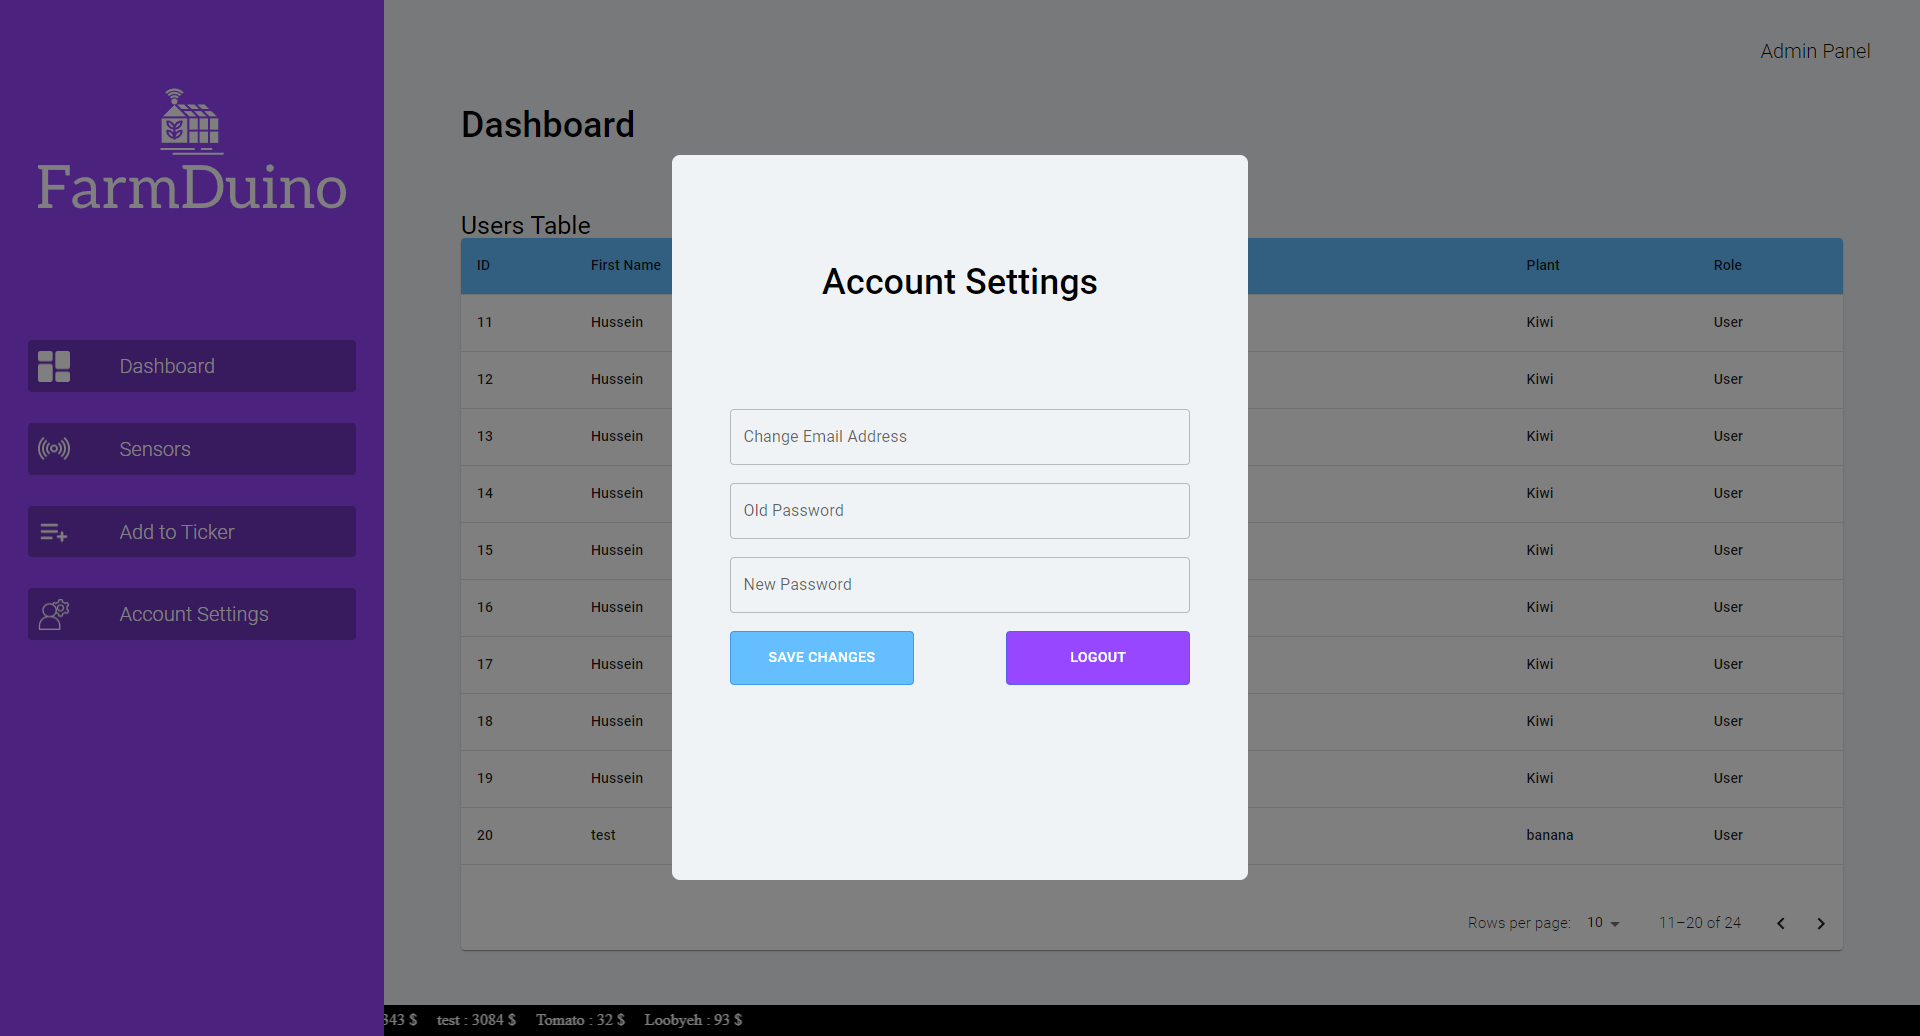 Admin Panel
FarmDuino
Dashboard
Sensors
Add to Ticker
Account Settings
Dashboard
Users Table
ID First Name Plant Role
11 Hussein Kiwi User
12 Hussein Kiwi User
13 Hussein Kiwi User
14 Hussein Kiwi User
15 Hussein Kiwi User
16 Hussein Kiwi User
17 Hussein Kiwi User
18 Hussein Kiwi User
19 Hussein Kiwi User
20 test banana User
Rows per page: 10 11–20 of 24
Account Settings
Change Email Address
Old Password
New Password
SAVE CHANGES LOGOUT
343 $ test : 3084 $ Tomato : 32 $ Loobyeh : 93 $